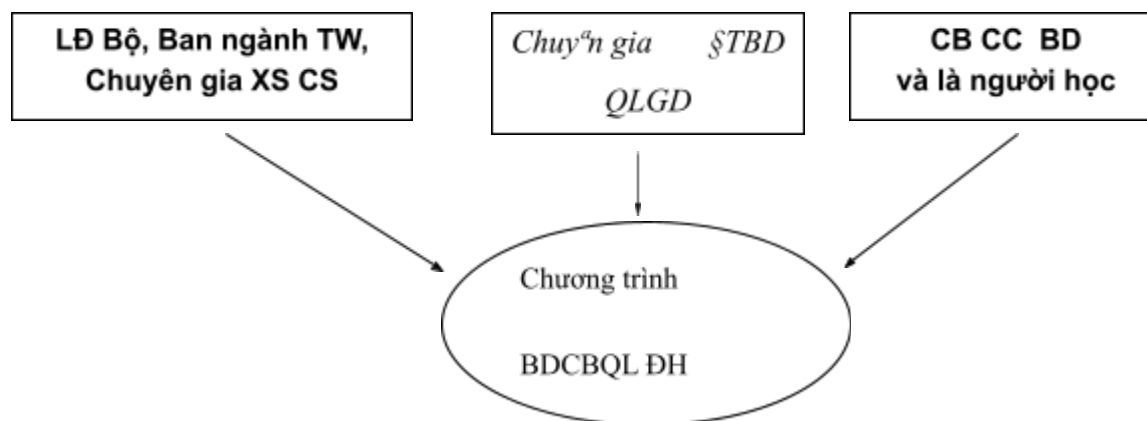 LĐ Bộ, Ban ngành TW,
Chuyên gia XS CS
Chuyªn gia §TBD
QLGD
CB CC BD
và là người học
Chương trình
BDCBQL ĐH